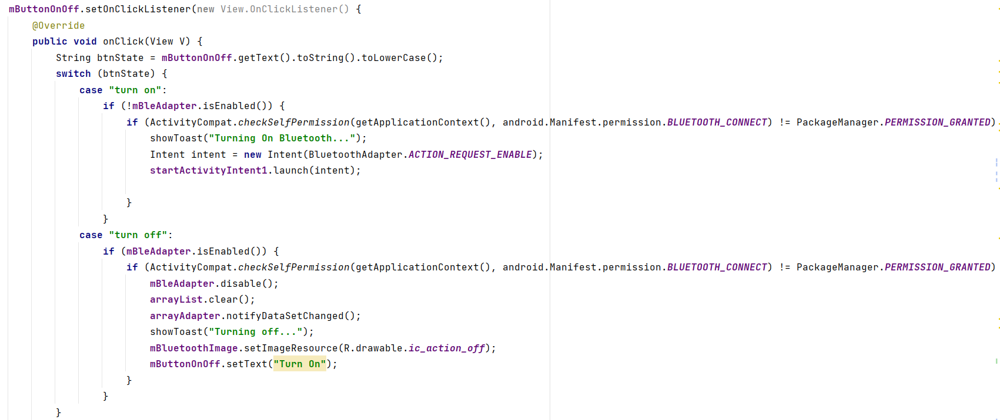 mButtonOnOff.setOnClickListener(new View.OnClickListener() {
@Override
public void onClick(View V) {
String btnState = mButtonOnOff.getText().toString().toLowerCase();
switch (btnState) {
case "turn on":
if (!mBleAdapter.isEnabled()) {
if (ActivityCompat.checkSelfPermission(getApplicationContext(), android.Manifest.permission.BLUETOOTH_CONNECT) != PackageManager.PERMISSION_GRANTED)
showToast("Turning On Bluetooth...");
Intent intent = new Intent(BluetoothAdapter.ACTION_REQUEST_ENABLE);
startActivityIntent1.launch(intent);
}
}
case "turn off":
if (mBleAdapter.isEnabled()) {
if (ActivityCompat.checkSelfPermission(getApplicationContext(), android.Manifest.permission.BLUETOOTH_CONNECT) != PackageManager.PERMISSION_GRANTED)
mBleAdapter.disable();
arrayList.clear();
arrayAdapter.notifyDataSetChanged();
showToast("Turning off...");
mBluetoothImage.setImageResource(R.drawable.ic_action_off);
mButtonOnOff.setText("Turn On");
}
}
}